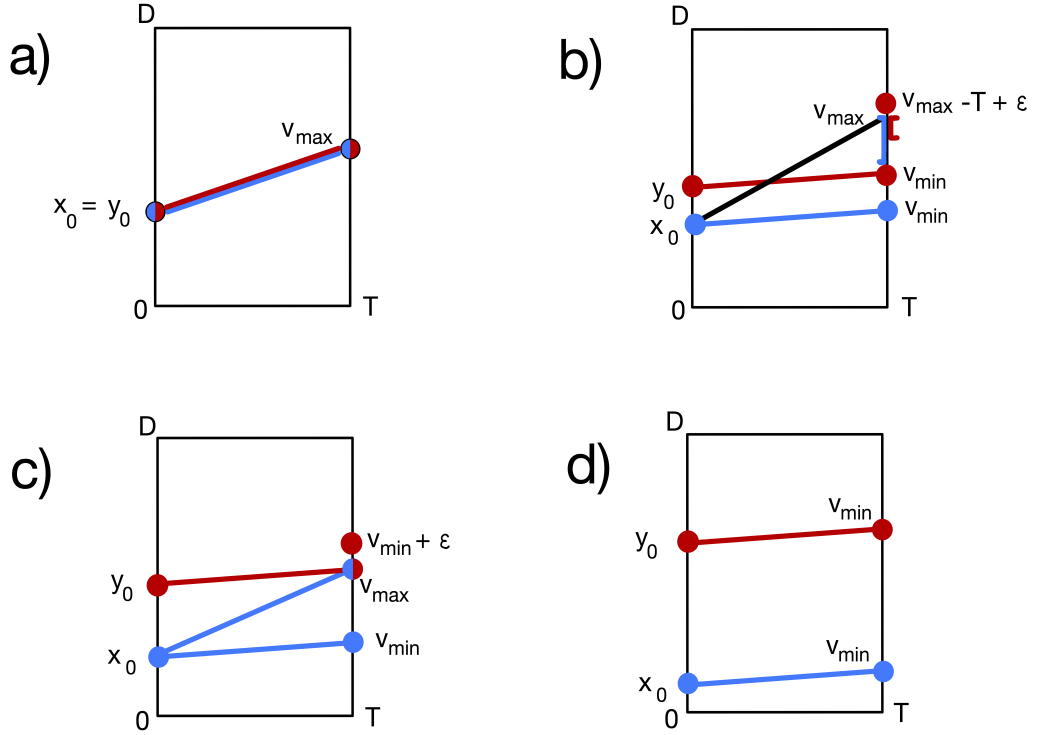 a)
D
v max
x 0 = y 0
0
T
b)
D
v max -T + ε
v max
y 0
v min
x 0
v min
0
T
c)
D
v min + ε
y 0
v max
x 0
v min
0
T
d)
D
v min
y 0
v min
x 0
0
T